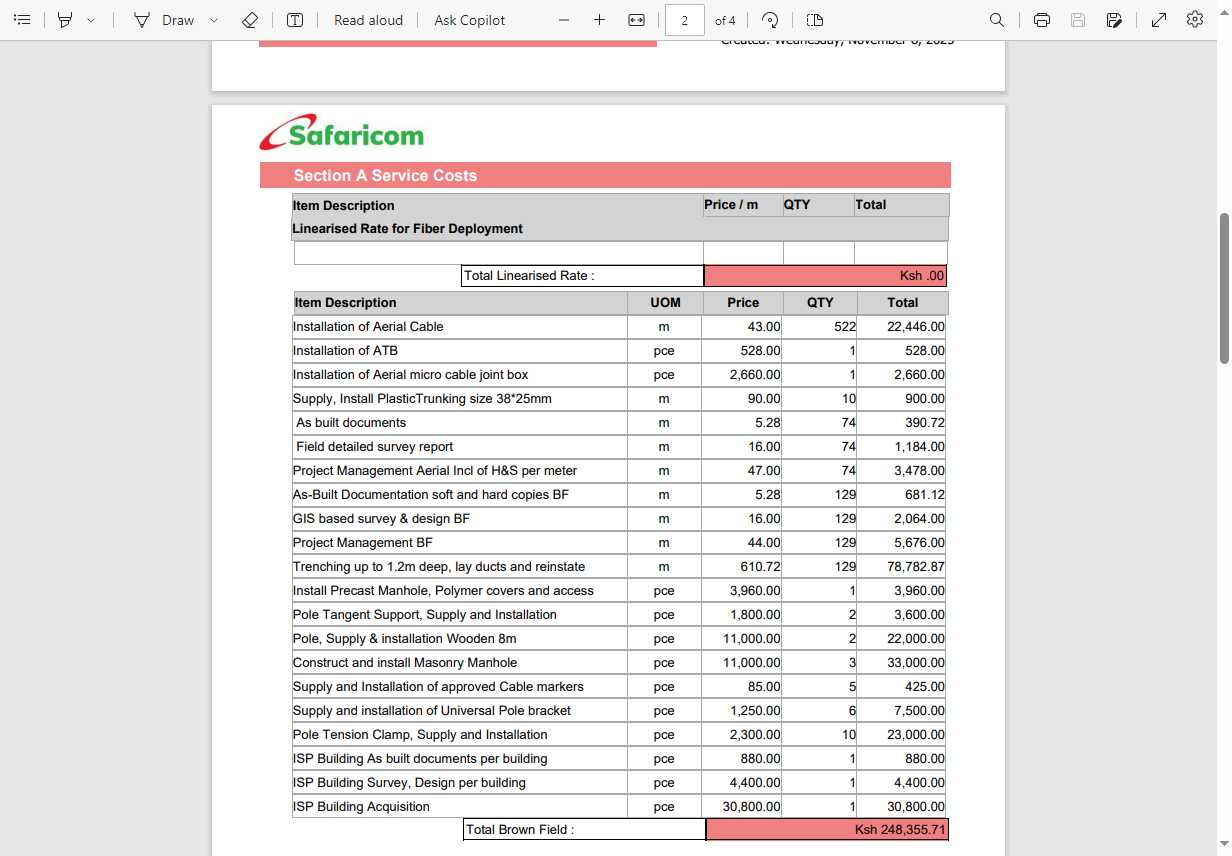 Draw
Read aloud
Ask Copilot
2 of 4
Created: Wednesday, November 6, 2025
Safaricom
Section A Service Costs
Item Description Price / m QTY Total
Linearised Rate for Fiber Deployment
Total Linearised Rate : Ksh .00
Item Description UOM Price QTY Total
Installation of Aerial Cable m 43.00 522 22,446.00
Installation of ATB pce 528.00 1 528.00
Installation of Aerial micro cable joint box pce 2,660.00 1 2,660.00
Supply, Install PlasticTrunking size 38*25mm m 90.00 10 900.00
As built documents m 5.28 74 390.72
Field detailed survey report m 16.00 74 1,184.00
Project Management Aerial Incl of H&S per meter m 47.00 74 3,478.00
As-Built Documentation soft and hard copies BF m 5.28 129 681.12
GIS based survey & design BF m 16.00 129 2,064.00
Project Management BF m 44.00 129 5,676.00
Trenching up to 1.2m deep, lay ducts and reinstate m 610.72 129 78,782.87
Install Precast Manhole, Polymer covers and access pce 3,960.00 1 3,960.00
Pole Tangent Support, Supply and Installation pce 1,800.00 2 3,600.00
Pole, Supply & installation Wooden 8m pce 11,000.00 2 22,000.00
Construct and install Masonry Manhole pce 11,000.00 3 33,000.00
Supply and Installation of approved Cable markers pce 85.00 5 425.00
Supply and installation of Universal Pole bracket pce 1,250.00 6 7,500.00
Pole Tension Clamp, Supply and Installation pce 2,300.00 10 23,000.00
ISP Building As built documents per building pce 880.00 1 880.00
ISP Building Survey, Design per building pce 4,400.00 1 4,400.00
ISP Building Acquisition pce 30,800.00 1 30,800.00
Total Brown Field : Ksh 248,355.71